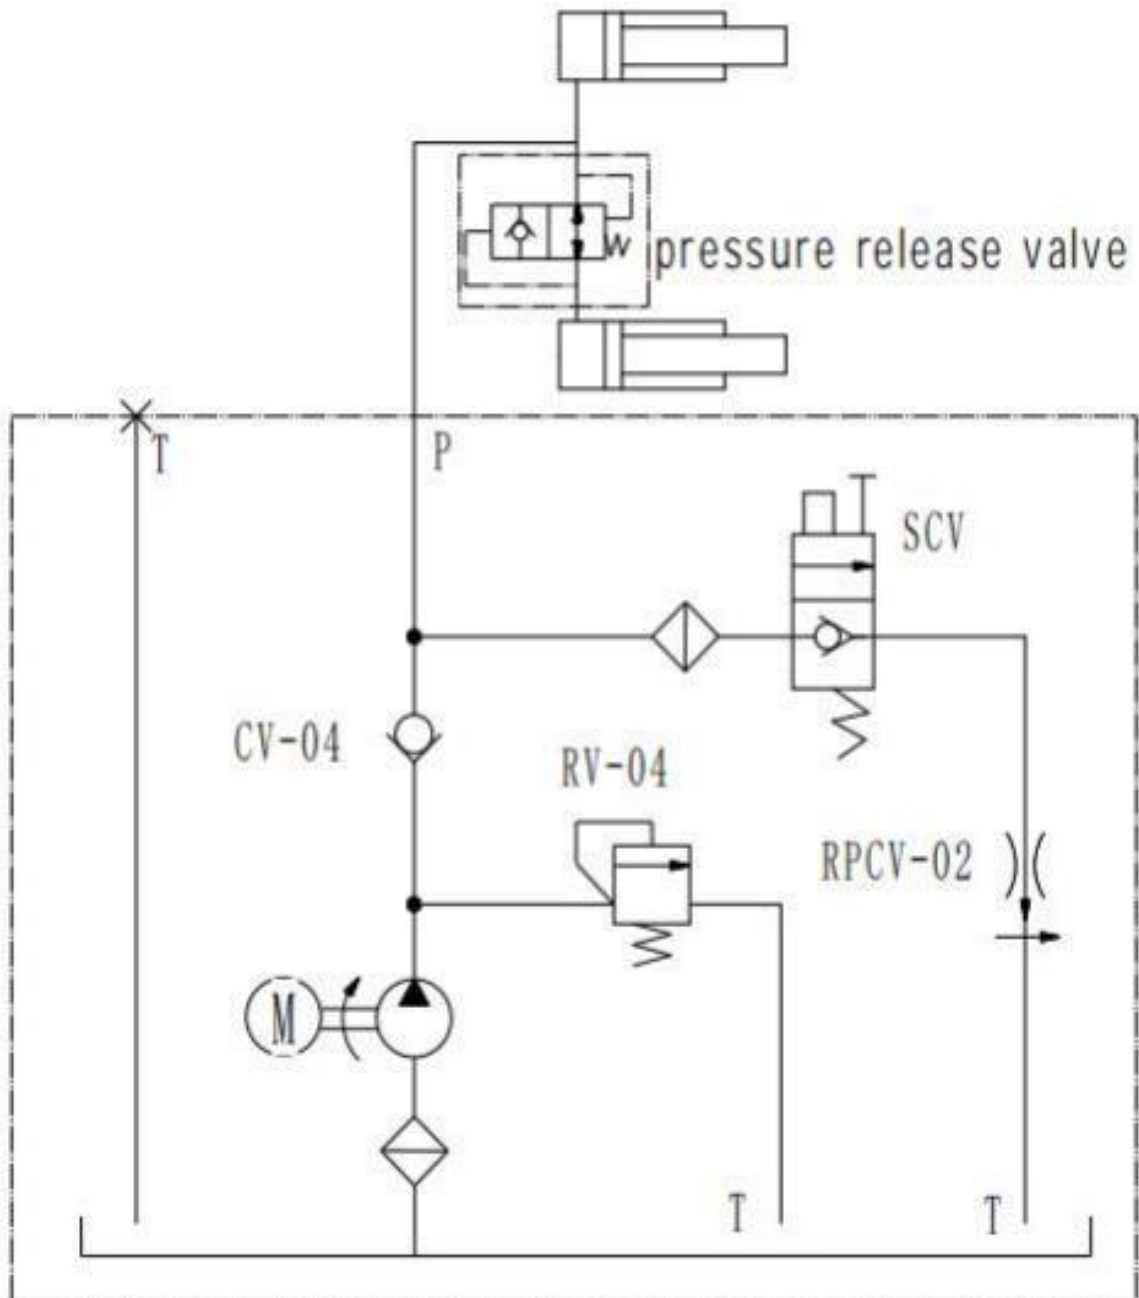 pressure release valve
T
P
SCV
CV-04
RV-04
RPCV-02
M
T
T